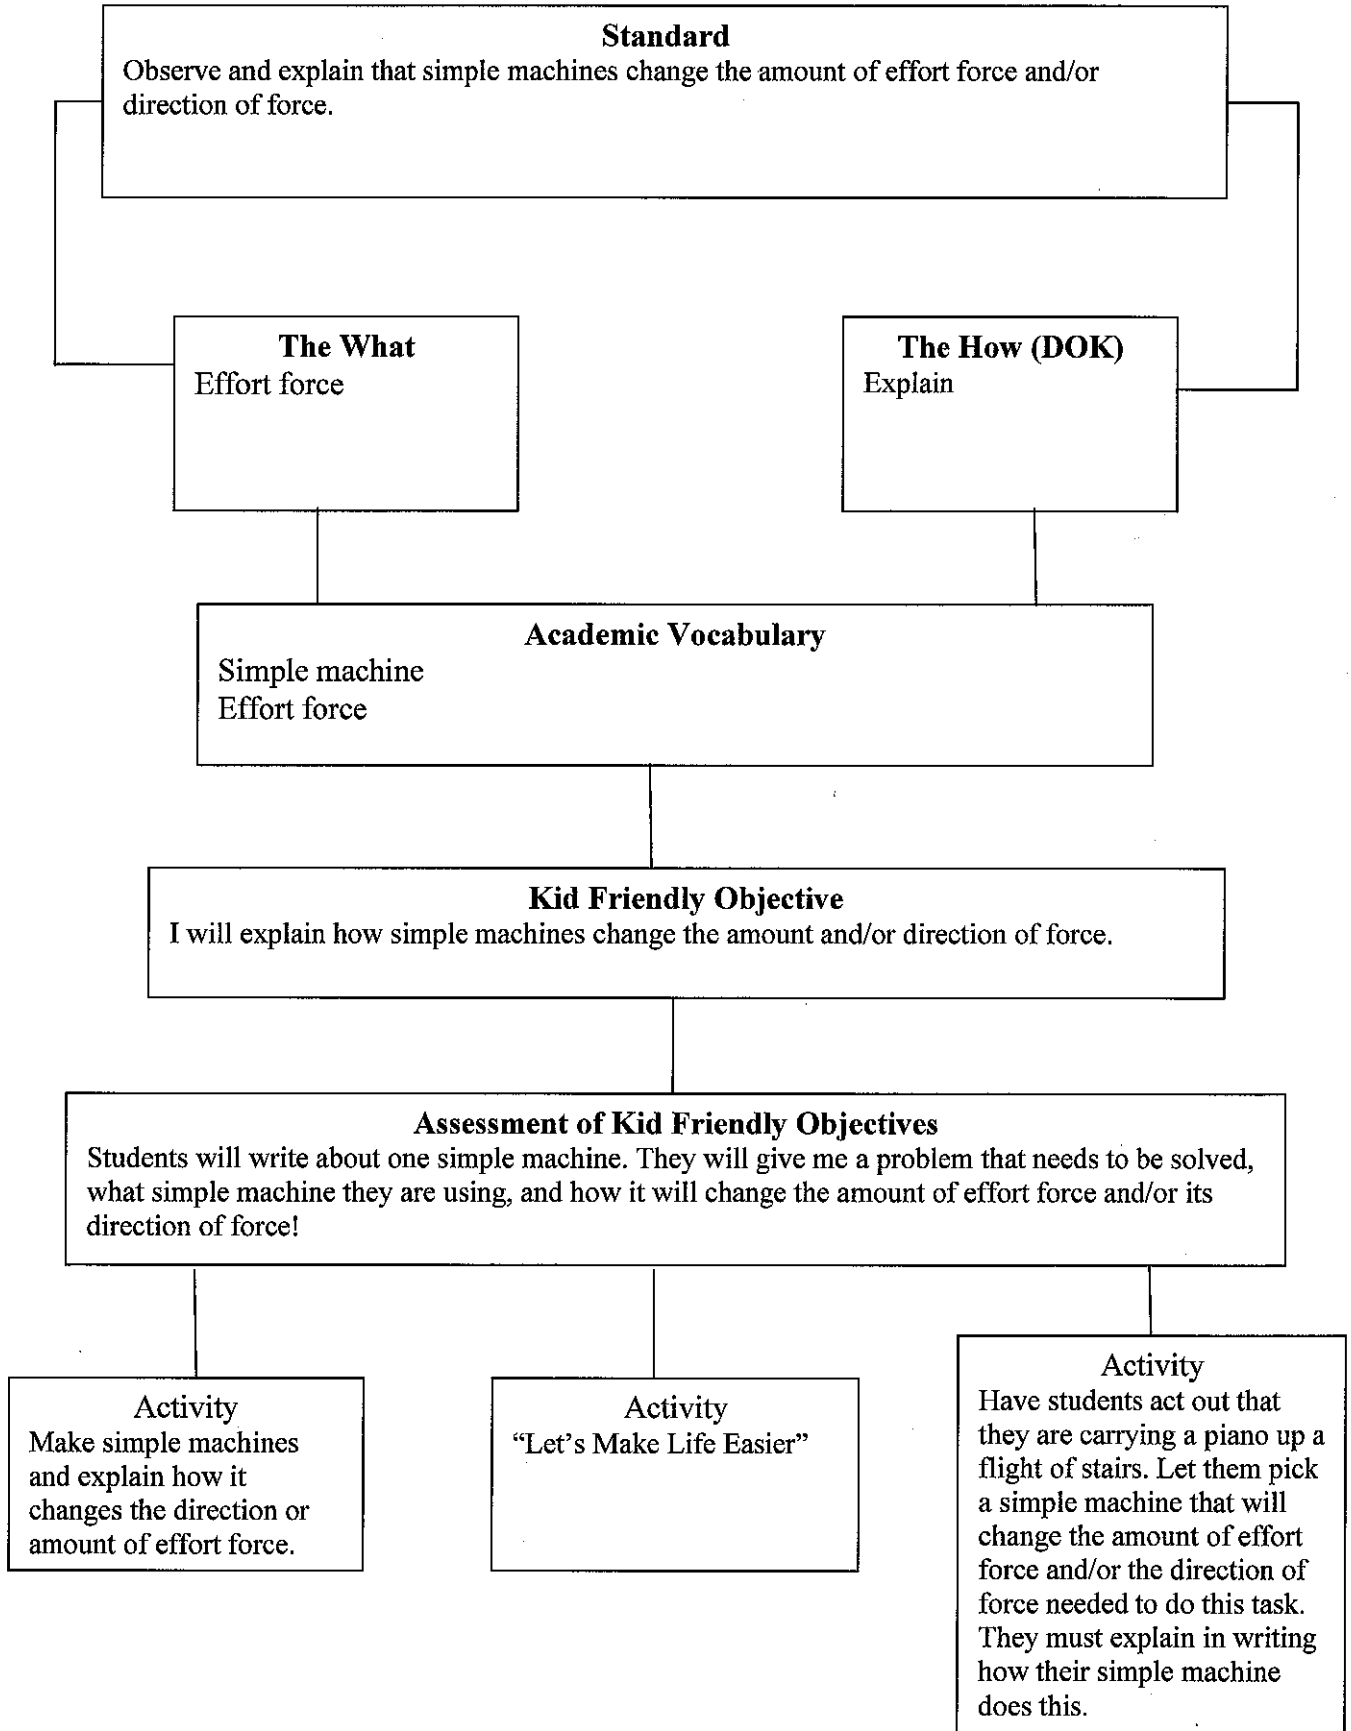 Standard
Observe and explain that simple machines change the amount of effort force and/or
direction of force.
The What
Effort force
The How (DOK)
Explain
Academic Vocabulary
Simple machine
Effort force
Kid Friendly Objective
I will explain how simple machines change the amount and/or direction of force.
Assessment of Kid Friendly Objectives
Students will write about one simple machine. They will give me a problem that needs to be solved,
what simple machine they are using, and how it will change the amount of effort force and/or its
direction of force!
Activity
Make simple machines
and explain how it
changes the direction or
amount of effort force.
Activity
“Let’s Make Life Easier”
Activity
Have students act out that
they are carrying a piano up a
flight of stairs. Let them pick
a simple machine that will
change the amount of effort
force and/or the direction of
force needed to do this task.
They must explain in writing
how their simple machine
does this.